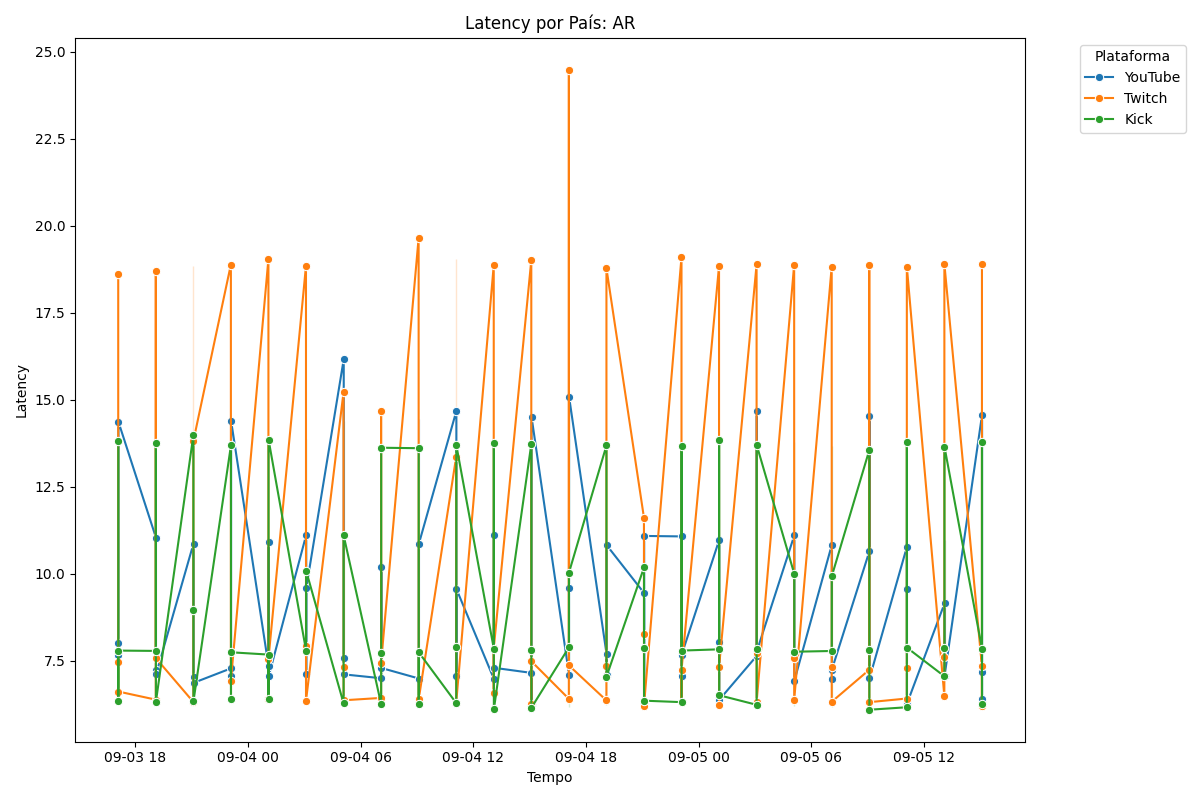 Latency por País: AR
Plataforma
YouTube
Twitch
Kick
Latency
25.0
22.5
20.0
17.5
15.0
12.5
10.0
7.5
09-03 18
09-04 00
09-04 06
09-04 12
09-04 18
09-05 00
09-05 06
09-05 12
Tempo